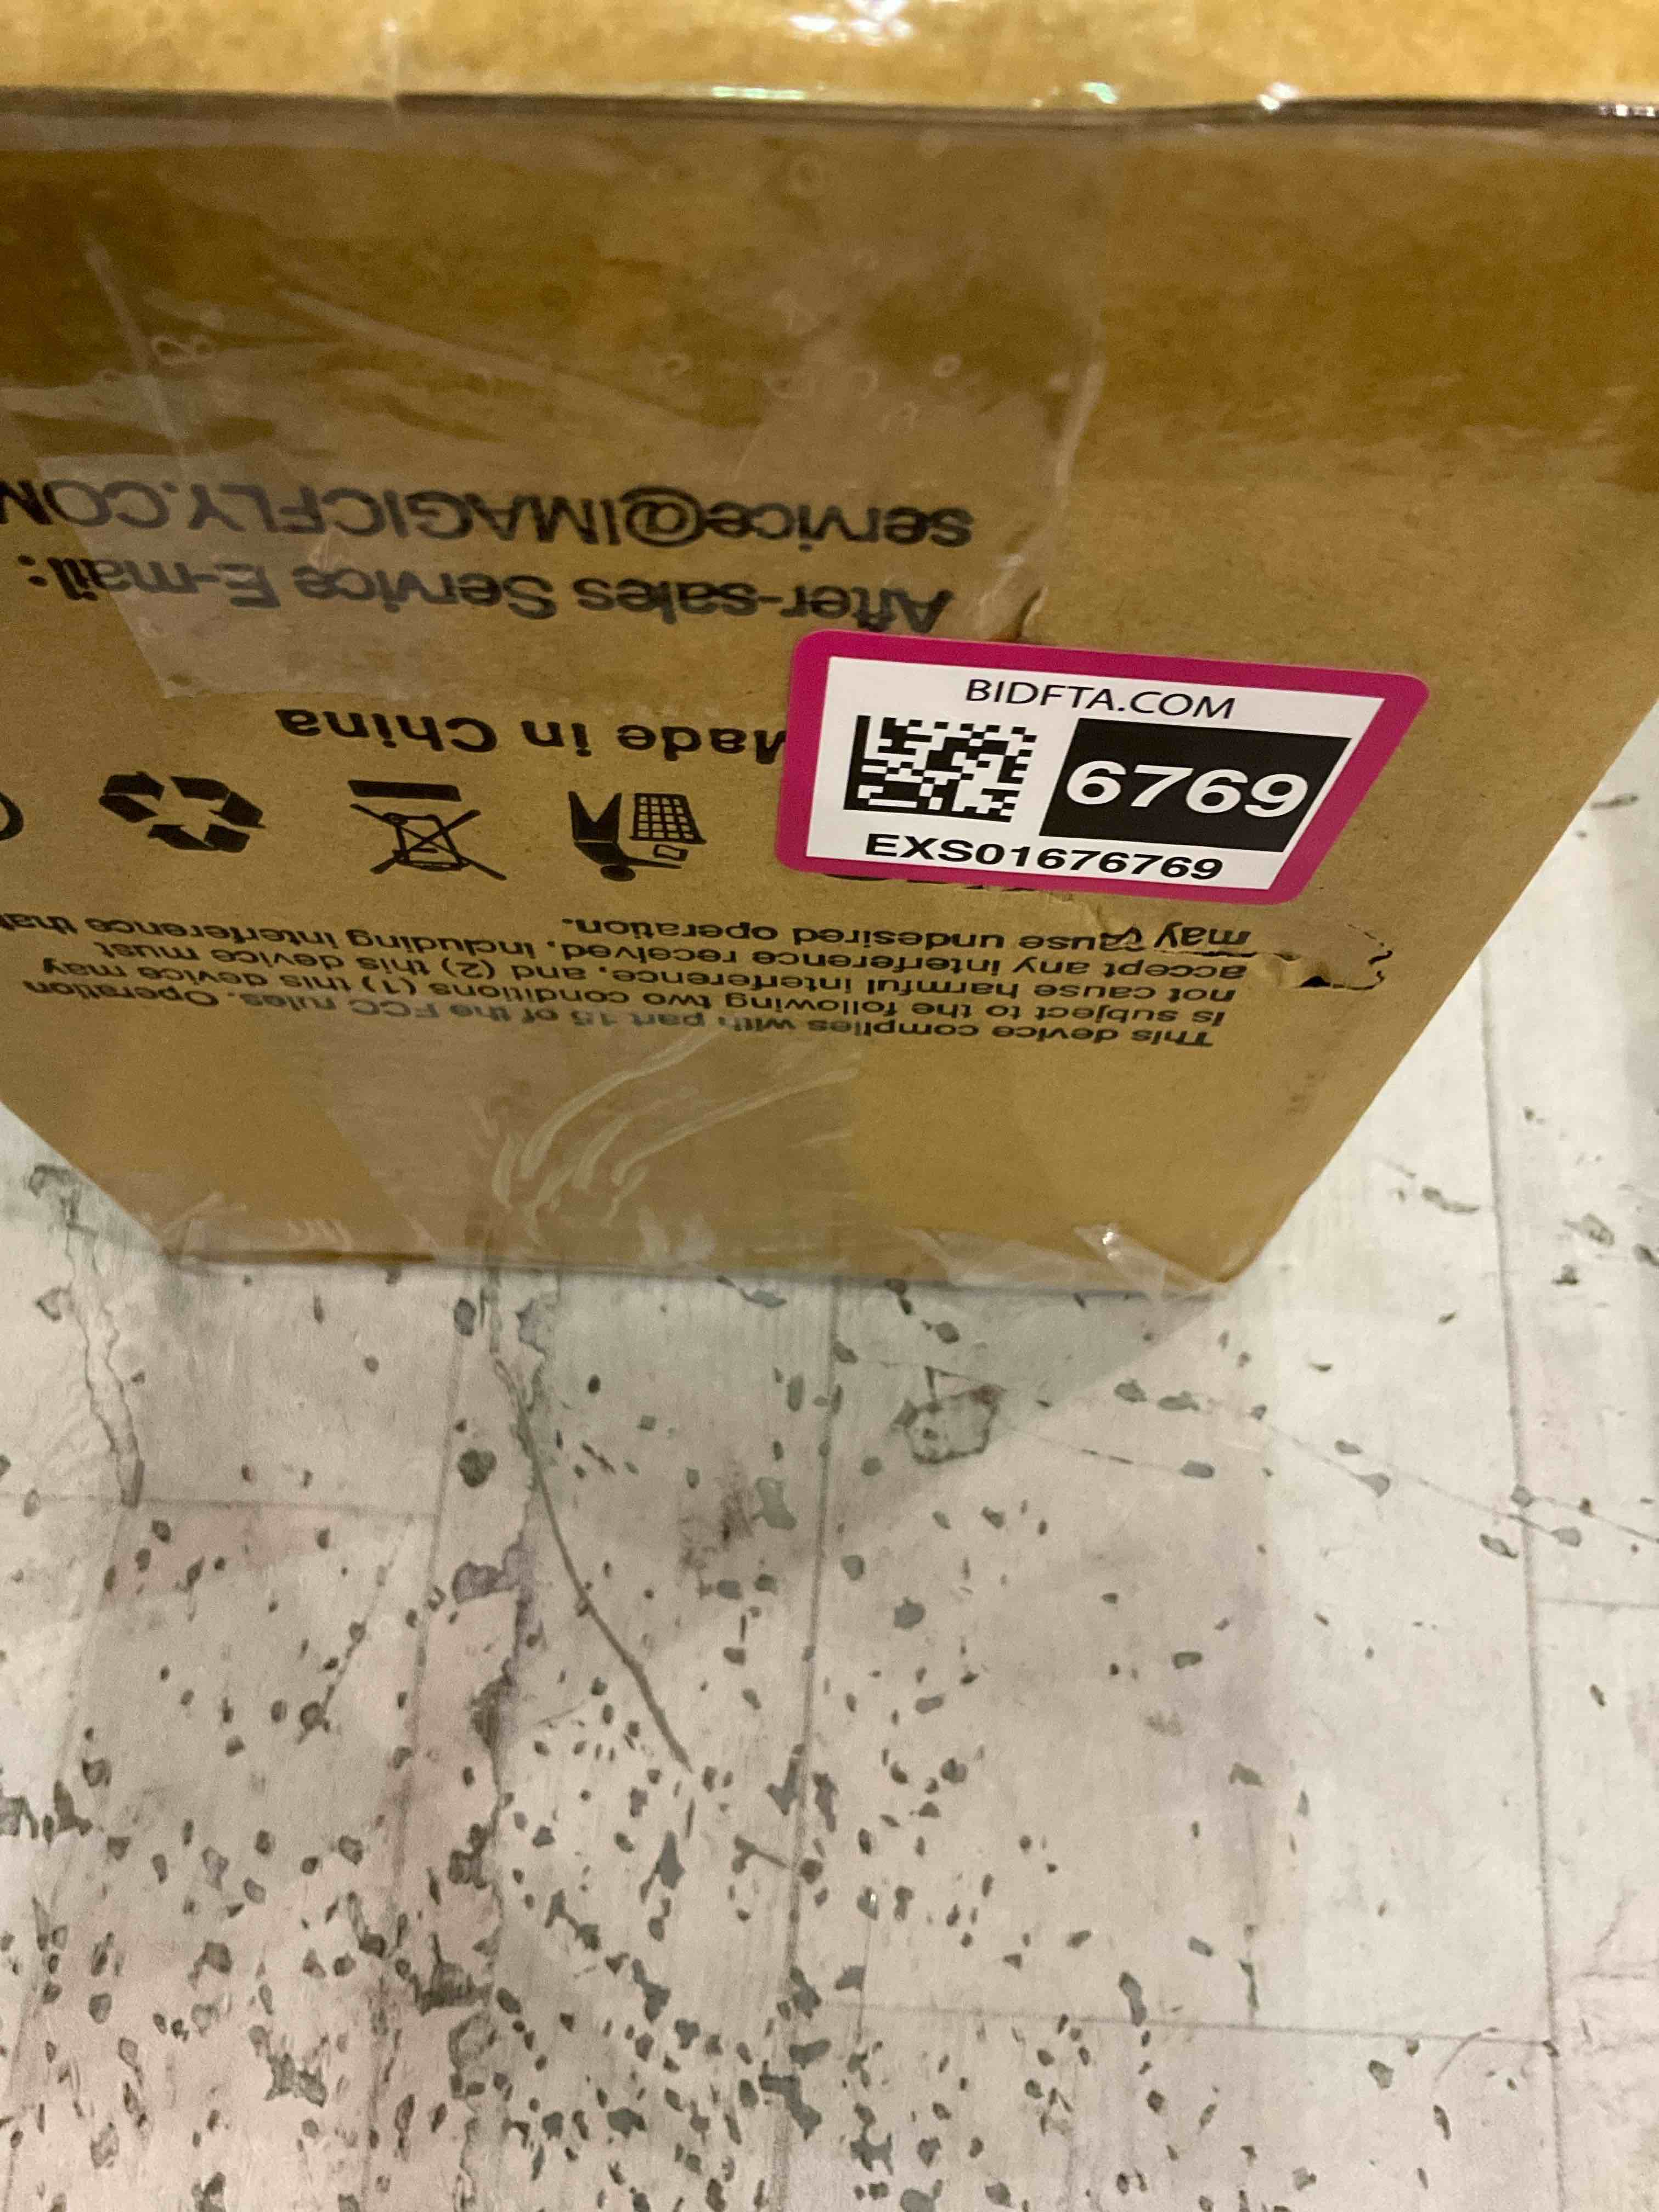 BIDFTA.COM
6769
EXS01676769
This device complies with part 15 of the FCC rules. Operation
is subject to the following two conditions (1) this device may
not cause harmful interference, and (2) this device must
accept any interference received, including interference that
may cause undesired operation.
Made in China
After-sales Service E-mail:
service@IMAGICFLY.COM